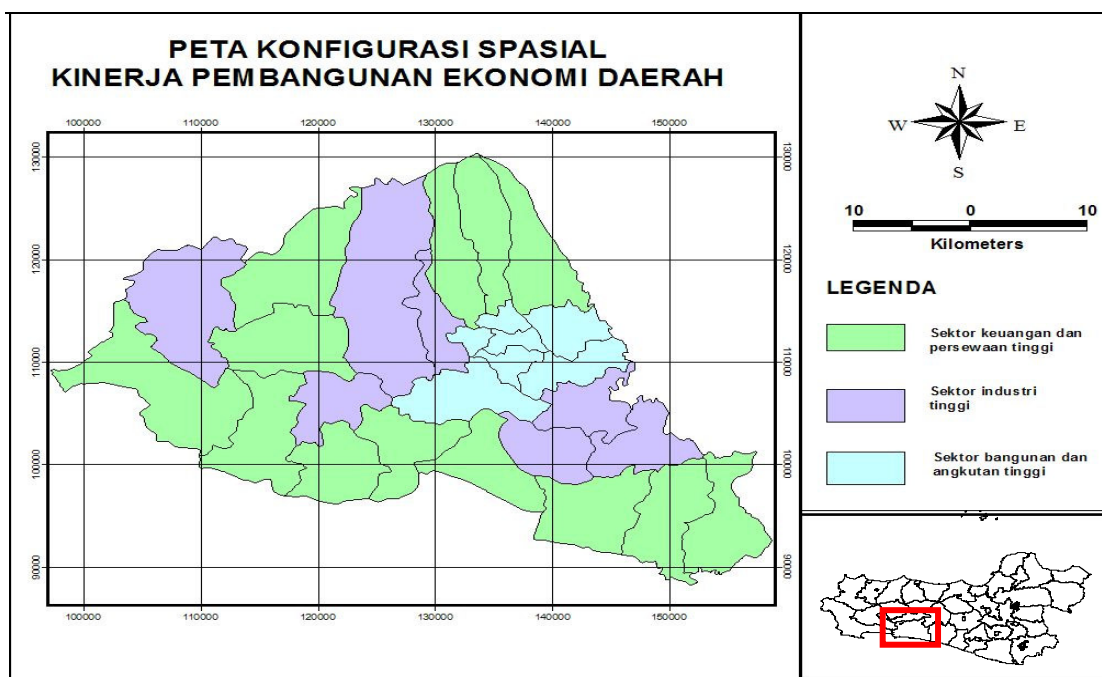 PETA KONFIGURASI SPASIAL
KINERJA PEMBANGUNAN EKONOMI DAERAH
100000 110000 120000 130000 140000 150000
130000 130000
120000 120000
110000 110000
100000 100000
90000 90000
100000 110000 120000 130000 140000 150000
N
W E
S
10 0 10
Kilometers
LEGENDA
Sektor keuangan dan
persewaan tinggi
Sektor industri
tinggi
Sektor bangunan dan
angkutan tinggi